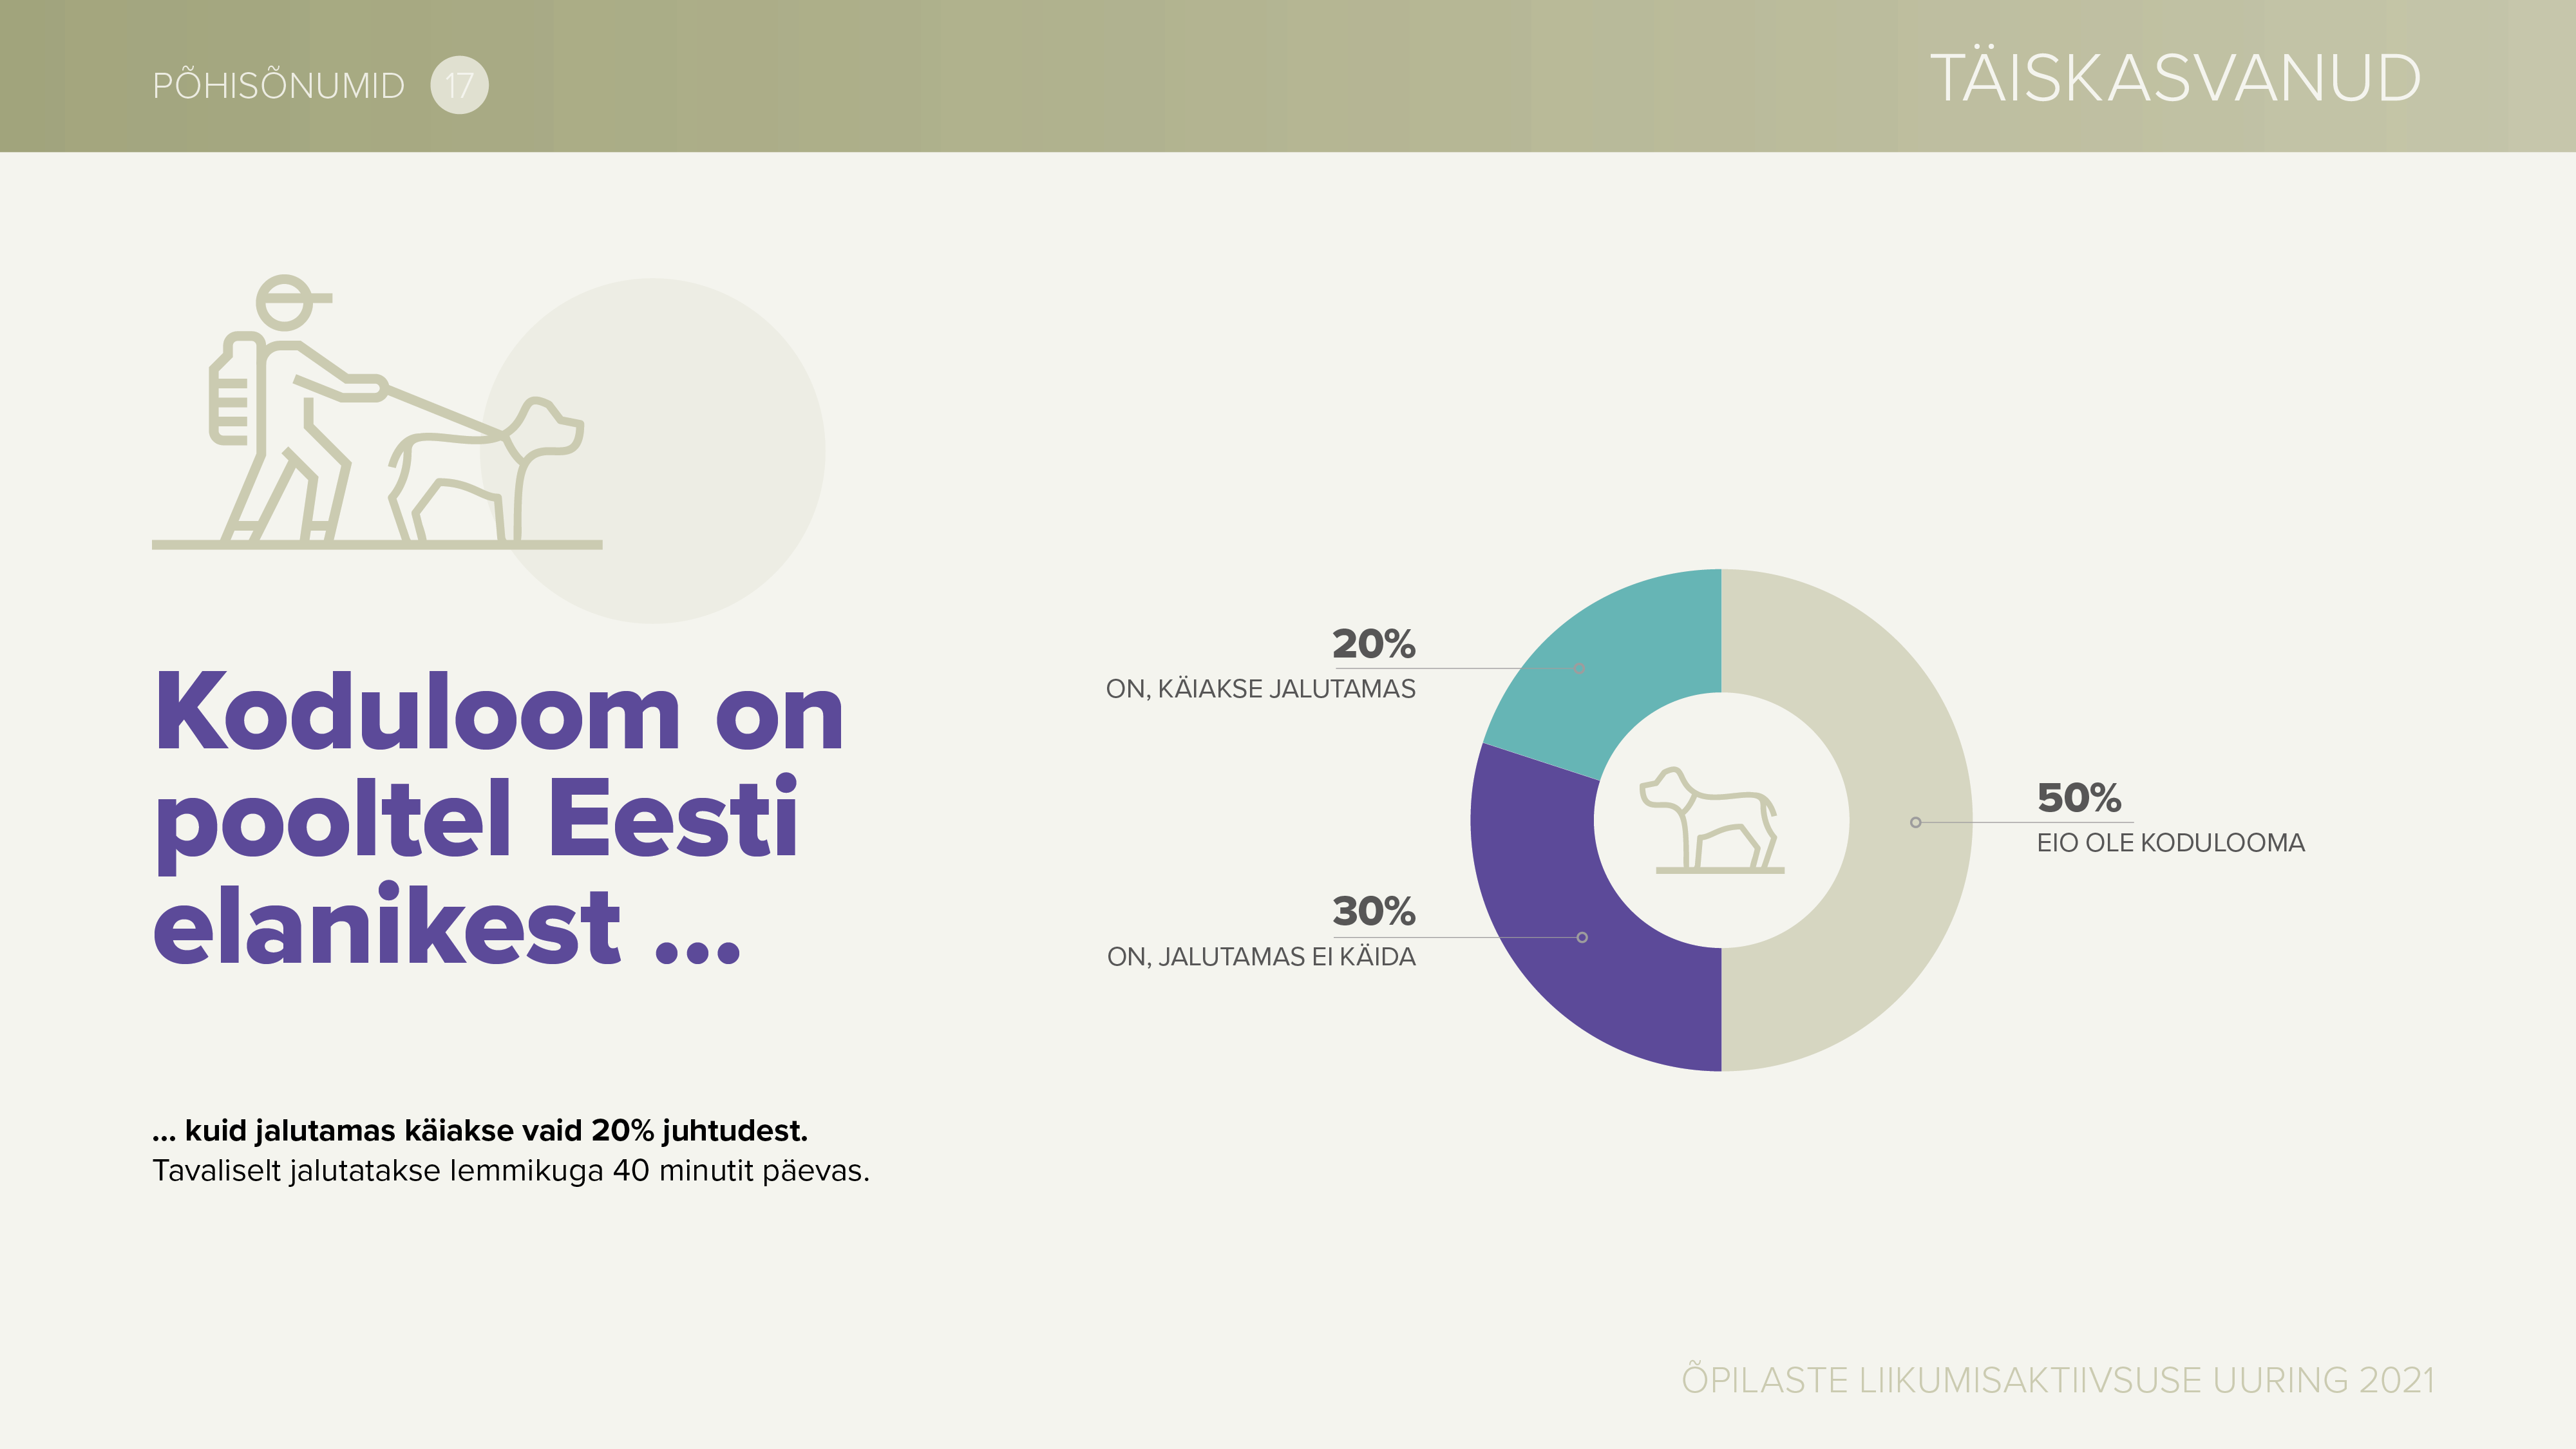 PÕHISÕNUMID 17
TÄISKASVANUD
Koduloom on
pooltel Eesti
elanikest ...
... kuid jalutamas käiakse vaid 20% juhtudest.
Tavaliselt jalutatakse lemmikuga 40 minutit päevas.
20%
ON, KÄIAKSE JALUTAMAS
30%
ON, JALUTAMAS EI KÄIDA
50%
EIO OLE KODULOOMA
ÕPILASTE LIIKUMISAKTIIVSUSE UURING 2021